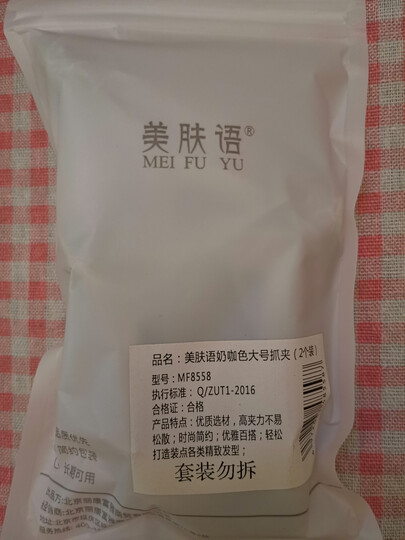 美肤语®
MEI FU YU
品名：美肤语奶咖色大号抓夹（2个装）
型号：MF8558
执行标准：Q/ZUT1-2016
合格证：合格
产品特点：优质选材，高夹力不易
松散；时尚简约；优雅百搭；轻松
打造装点各类精致发型；
套装勿拆